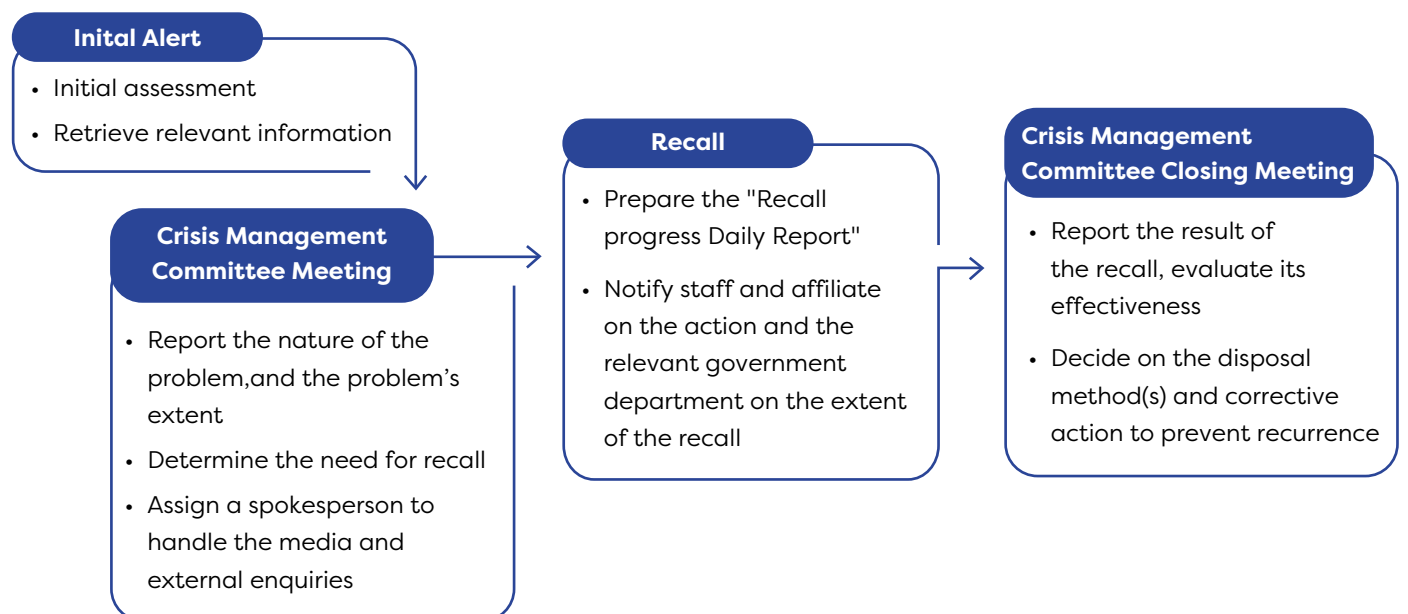 Inital Alert
• Initial assessment
• Retrieve relevant information
Crisis Management
Committee Meeting
• Report the nature of the
problem,and the problem's
extent
• Determine the need for recall
• Assign a spokesperson to
handle the media and
external enquiries
Recall
• Prepare the "Recall
progress Daily Report"
• Notify staff and affiliate
on the action and the
relevant government
department on the extent
of the recall
Crisis Management
Committee Closing Meeting
• Report the result of
the recall, evaluate its
effectiveness
• Decide on the disposal
method(s) and corrective
action to prevent recurrence